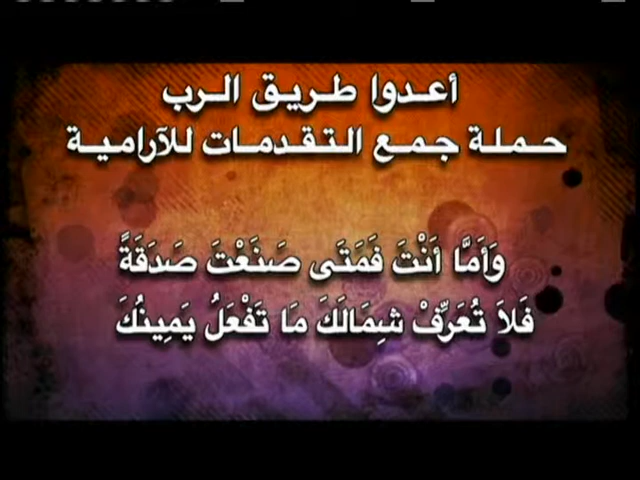 أعدوا طريق الرب
حملة جمع التقدمات للآرامية
وَأَمَّا أَنْتَ فَمَتَى صَنَعْتَ صَدَقَةً
فَلاَ تُعَرِّفْ شِمَالَكَ مَا تَفْعَلُ يَمِينُكَ